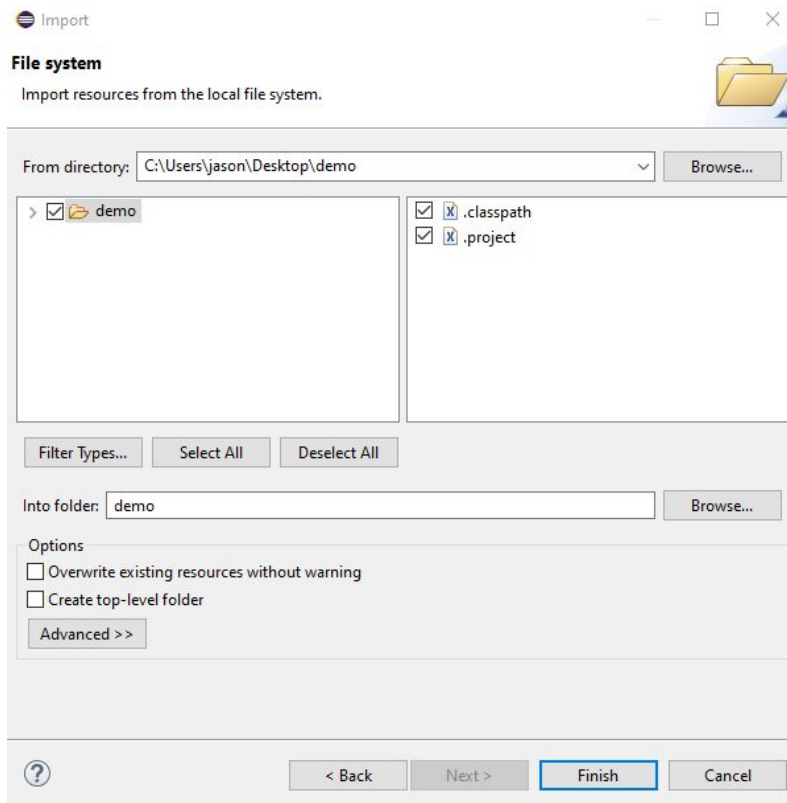 Import
File system
Import resources from the local file system.
From directory: C:\Users\jason\Desktop\demo Browse...
demo .classpath
.project
Filter Types... Select All Deselect All
Into folder: demo Browse...
Options
Overwrite existing resources without warning
Create top-level folder
Advanced >>
? < Back Next > Finish Cancel